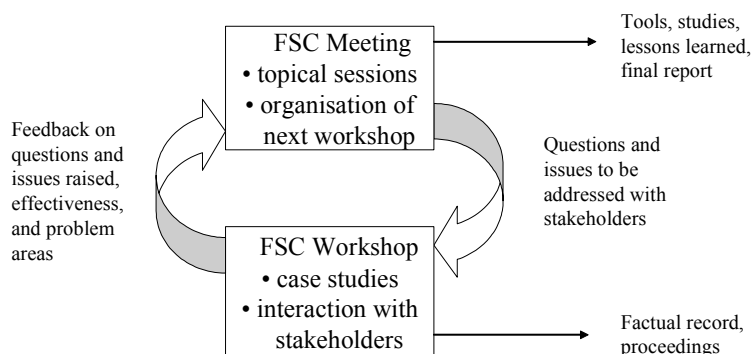 FSC Meeting
• topical sessions
• organisation of
next workshop
Tools, studies,
lessons learned,
final report
Feedback on
questions and
issues raised,
effectiveness,
and problem
areas
Questions and
issues to be
addressed with
stakeholders
FSC Workshop
• case studies
• interaction with
stakeholders
Factual record,
proceedings